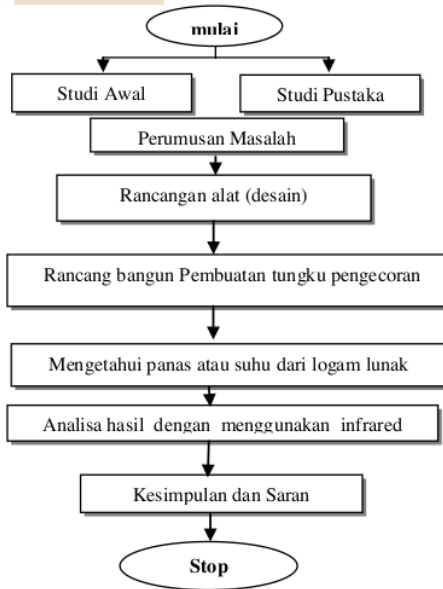 mulai
Studi Awal
Studi Pustaka
Perumusan Masalah
Rancangan alat (desain)
Rancang bangun Pembuatan tungku pengecoran
Mengetahui panas atau suhu dari logam lunak
Analisa hasil dengan menggunakan infrared
Kesimpulan dan Saran
Stop